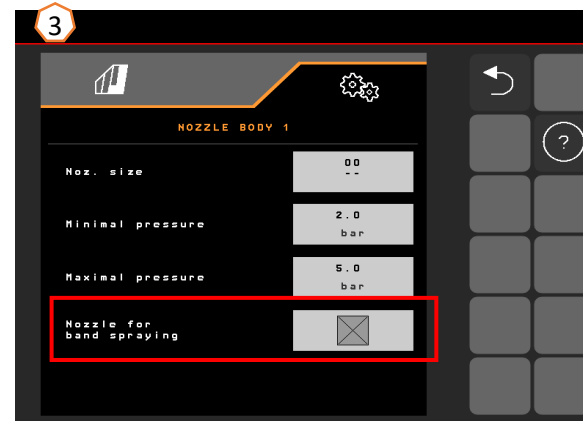 3
NOZZLE BODY 1
Noz. size
00
--
Minimal pressure
2.0
bar
Maximal pressure
5.0
bar
Nozzle for
band spraying
?